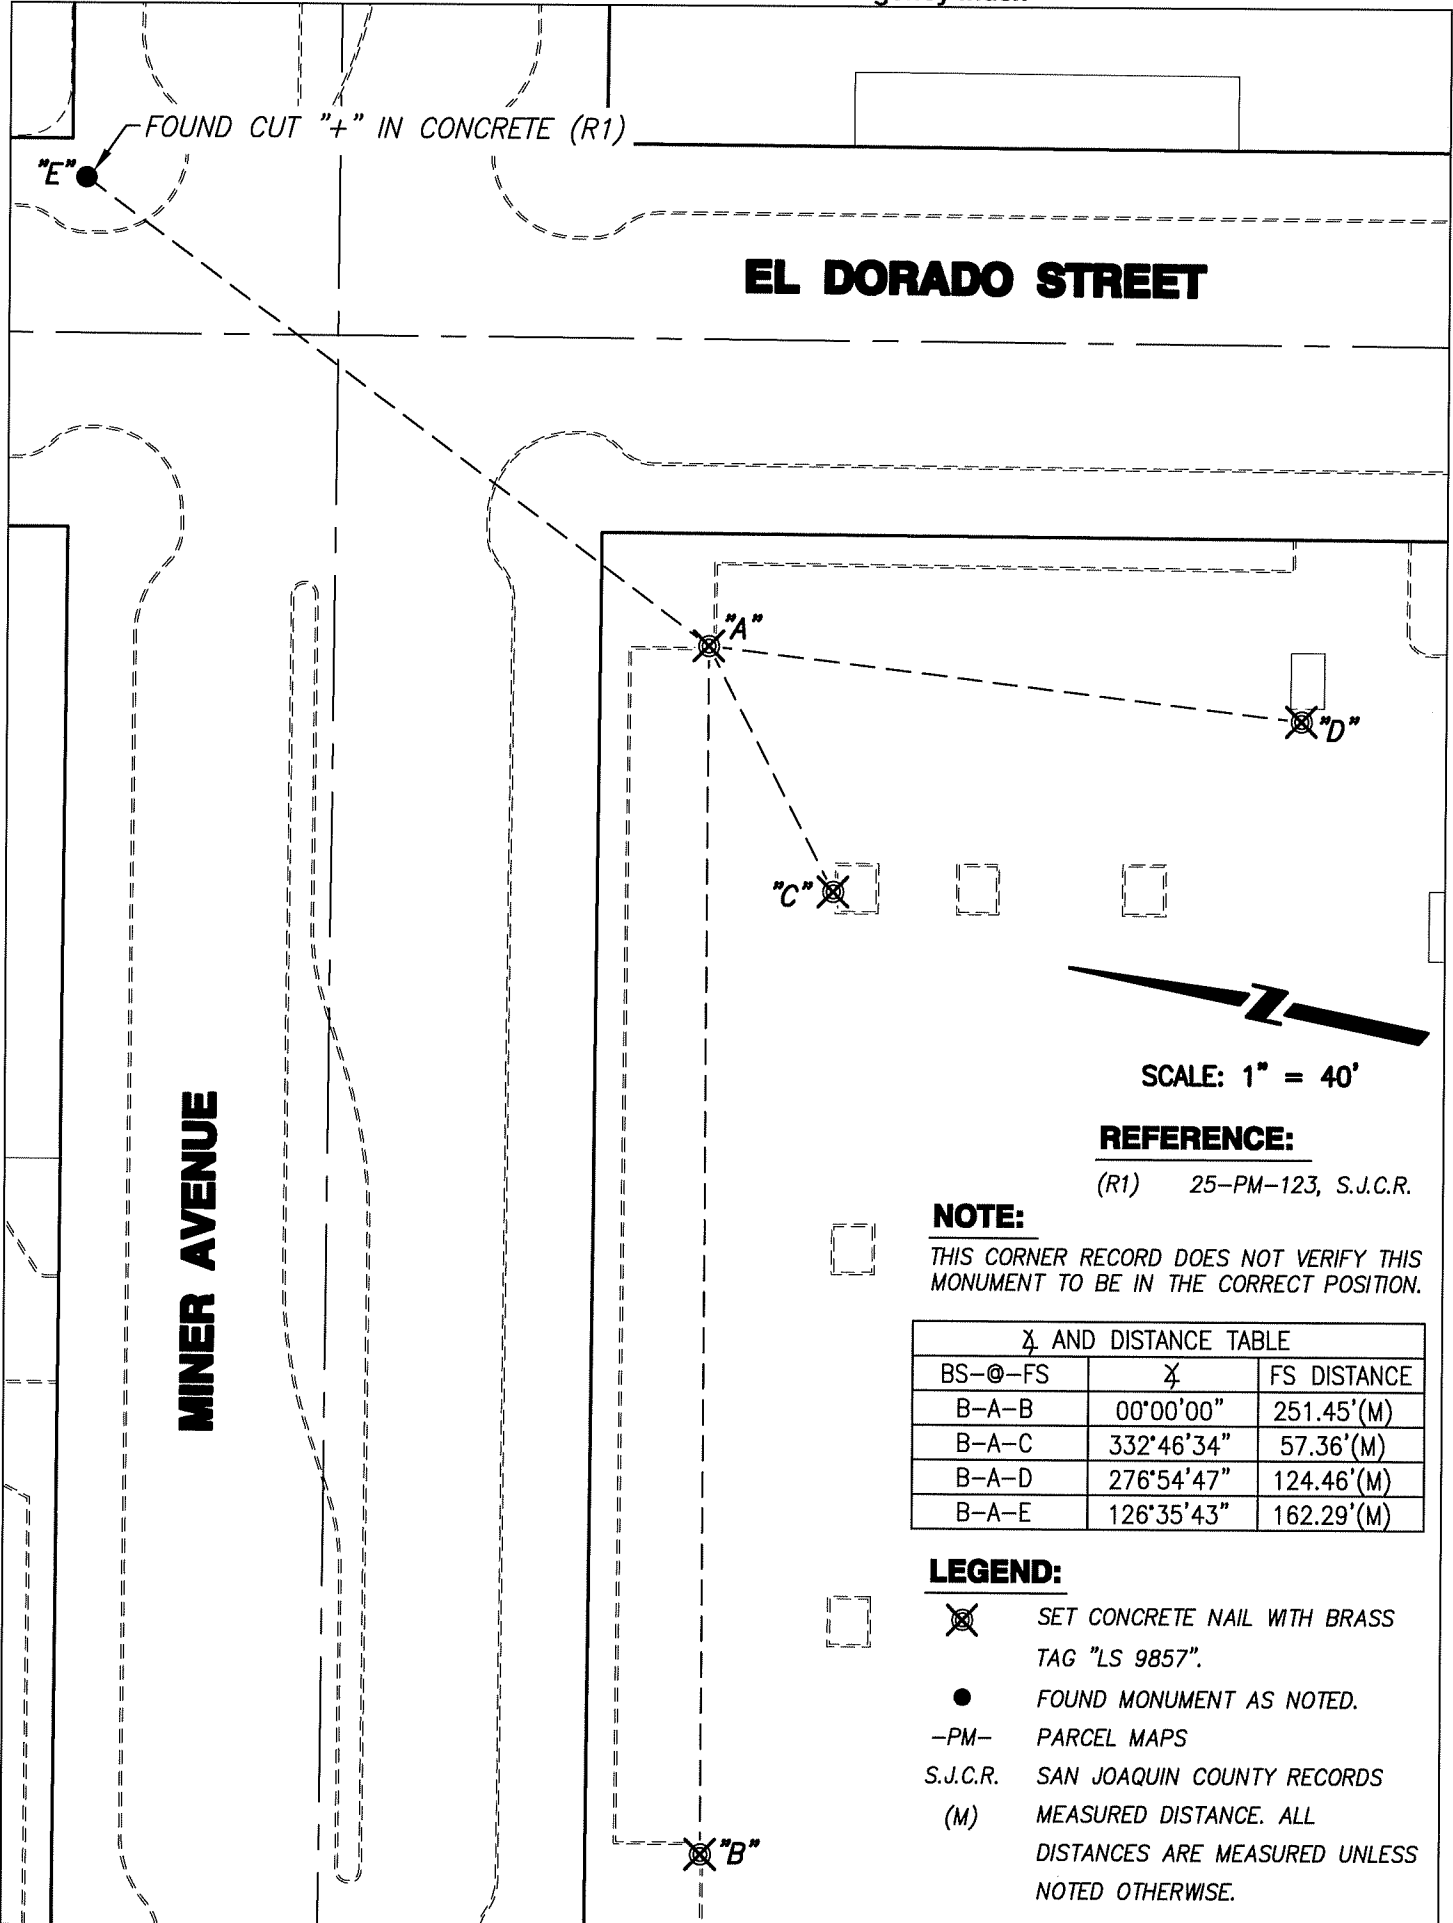 FOUND CUT "+" IN CONCRETE (R1)
"E"
EL DORADO STREET
"A"
"D"
"C"
SCALE: 1" = 40'
REFERENCE:
(R1) 25-PM-123, S.J.C.R.
NOTE:
THIS CORNER RECORD DOES NOT VERIFY THIS
MONUMENT TO BE IN THE CORRECT POSITION.
MINER AVENUE
AND DISTANCE TABLE
BS-@-FS FS DISTANCE
B-A-B 00°00'00" 251.45'(M)
B-A-C 332°46'34" 57.36'(M)
B-A-D 276°54'47" 124.46'(M)
B-A-E 126°35'43" 162.29'(M)
LEGEND:
SET CONCRETE NAIL WITH BRASS
TAG "LS 9857".
FOUND MONUMENT AS NOTED.
-PM- PARCEL MAPS
S.J.C.R. SAN JOAQUIN COUNTY RECORDS
(M) MEASURED DISTANCE. ALL
DISTANCES ARE MEASURED UNLESS
NOTED OTHERWISE.
"B"